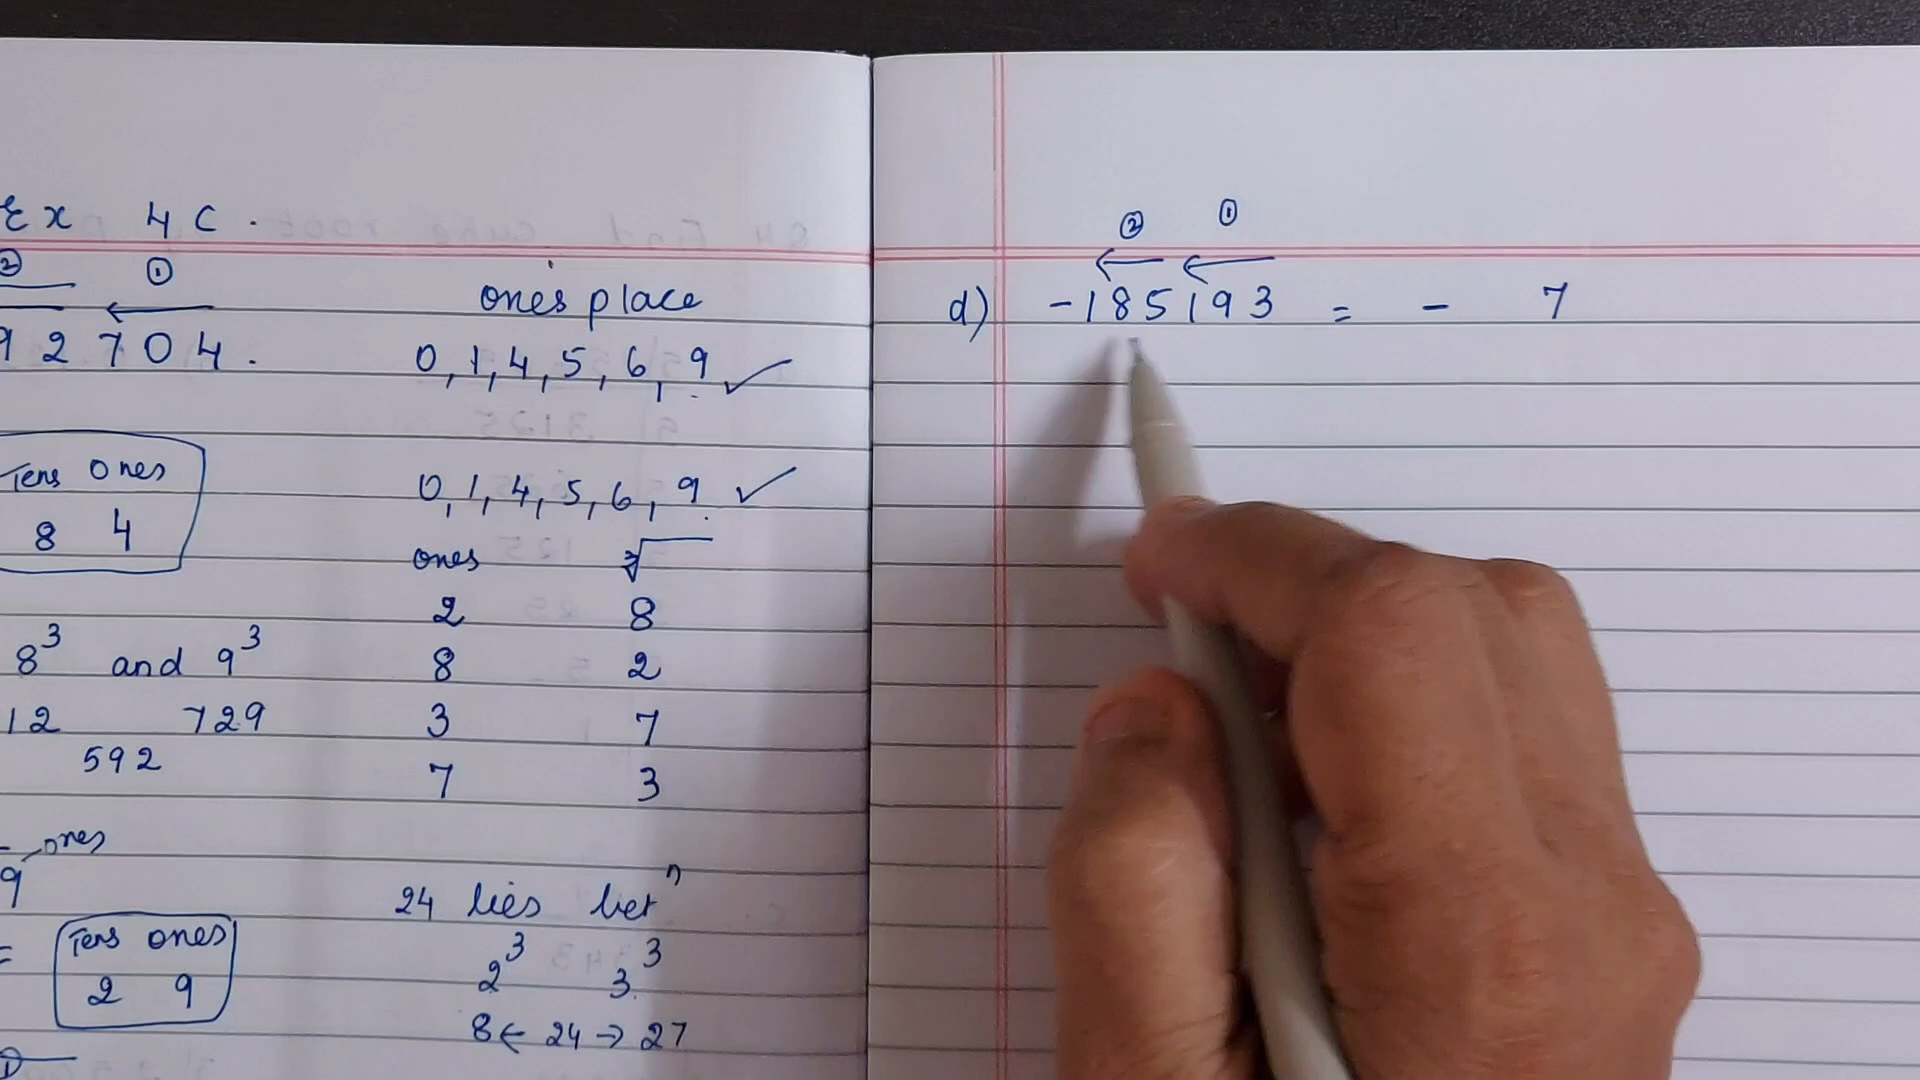 Ex 4C.
② ①
92704.
ones place
0, 1, 4, 5, 6, 9 ✓
Tens Ones
8 4
0, 1, 4, 5, 6, 9. ✓
ones ∛
2 8
8 2
3 7
7 3
8³ and 9³
12 729
592
ones
9
= Tens ones
2 9
24 lies betⁿ
2³ 3³
8 ← 24 → 27
② ①
d) -185193 = - 7